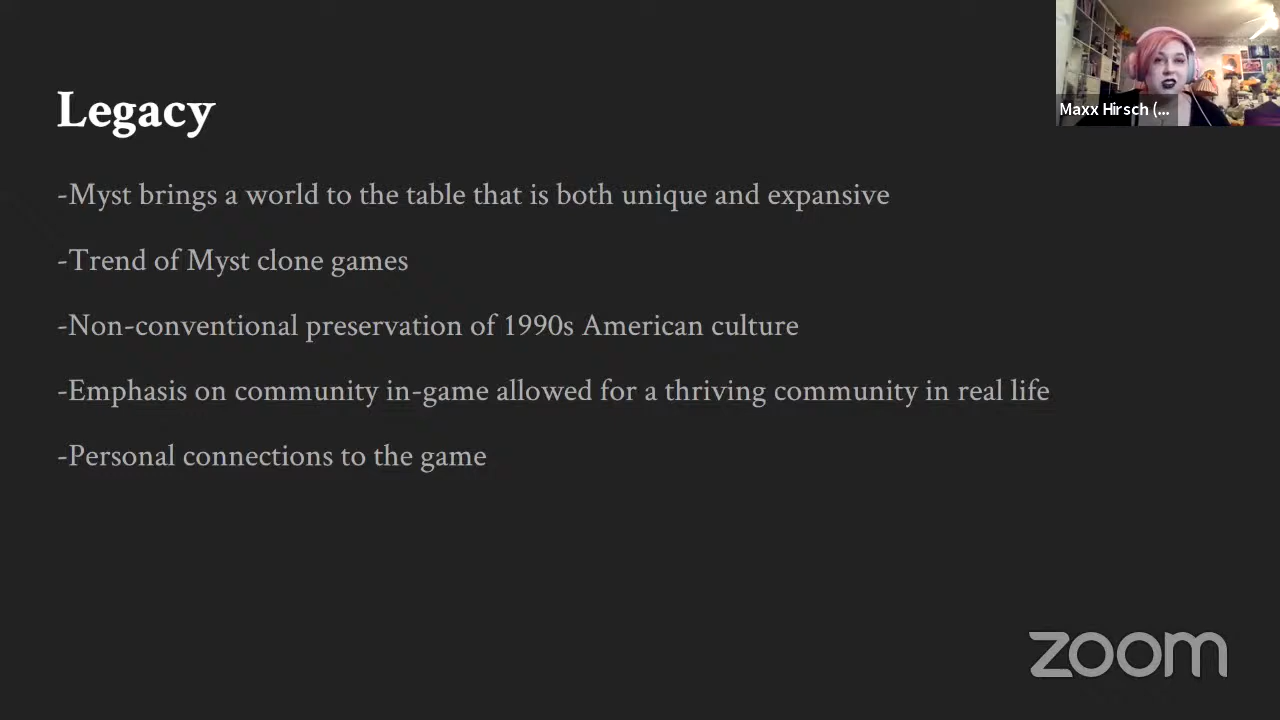 Legacy
-Myst brings a world to the table that is both unique and expansive
-Trend of Myst clone games
-Non-conventional preservation of 1990s American culture
-Emphasis on community in-game allowed for a thriving community in real life
-Personal connections to the game
Maxx Hirsch (...
zoom